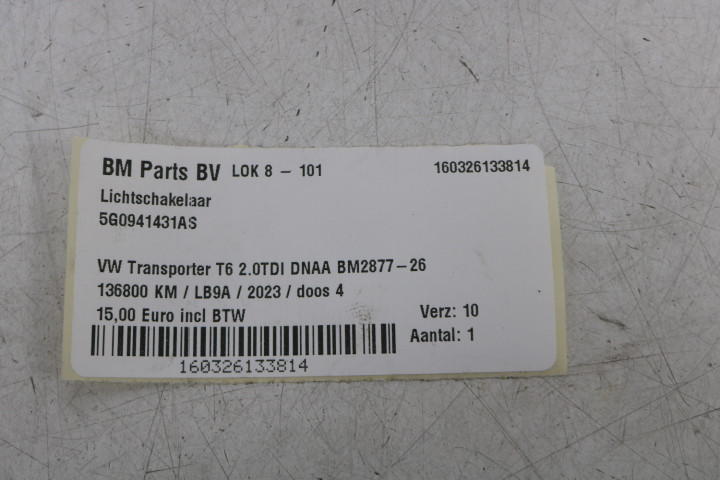 BM Parts BV LOK 8 - 101 160326133814
Lichtschakelaar
5G0941431AS
VW Transporter T6 2.0TDI DNAA BM2877-26
136800 KM / LB9A / 2023 / doos 4
15,00 Euro incl BTW Verz: 10
Aantal: 1
160326133814